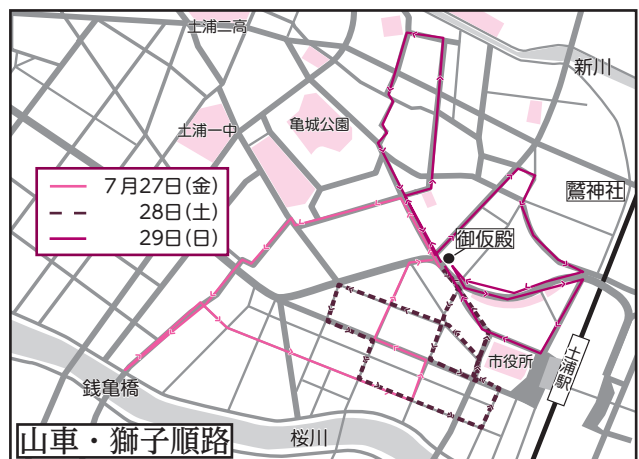 土浦二高
新川
土浦一中
亀城公園
7月27日(金)
28日(土)
29日(日)
鷲神社
御仮殿
市役所
土浦駅
銭亀橋
桜川
山車・獅子順路